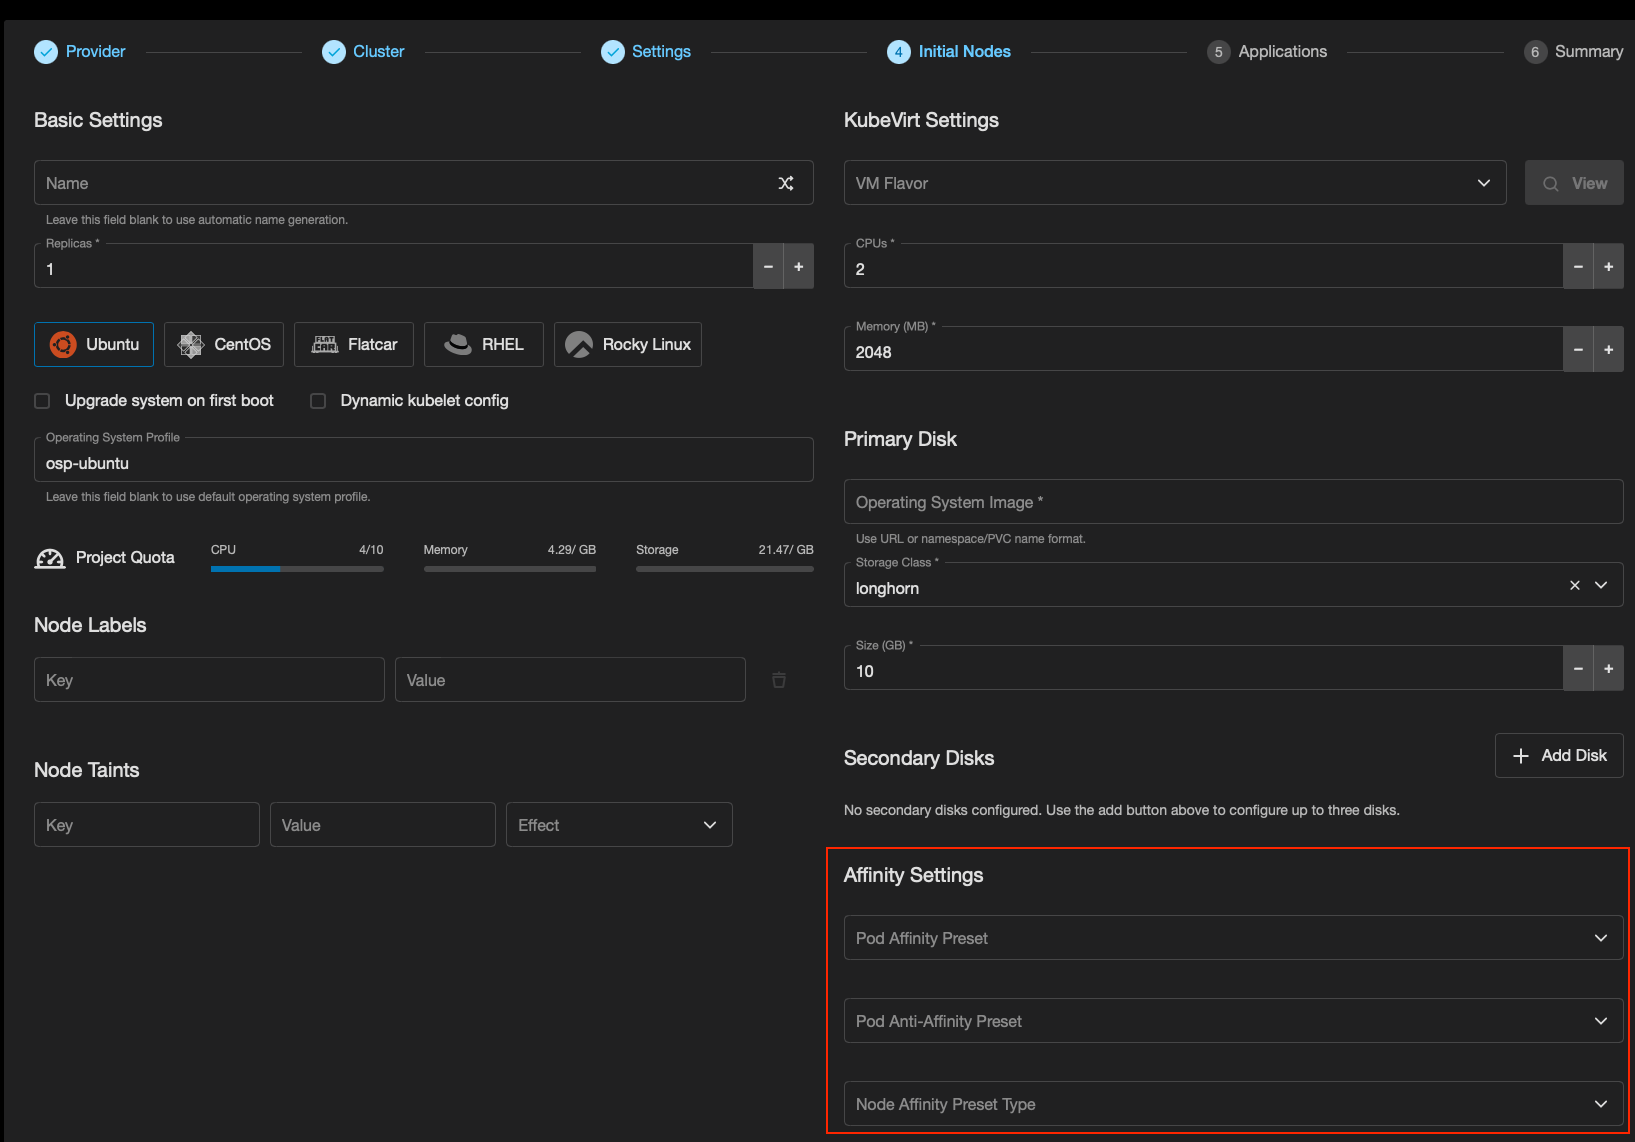 Provider
Cluster
Settings
4 Initial Nodes
5 Applications
6 Summary
Basic Settings
Name
Leave this field blank to use automatic name generation.
Replicas *
1
- +
Ubuntu
CentOS
FLAT CAR Flatcar
RHEL
Rocky Linux
Upgrade system on first boot
Dynamic kubelet config
Operating System Profile
osp-ubuntu
Leave this field blank to use default operating system profile.
Project Quota
CPU 4/10
Memory 4.29/ GB
Storage 21.47/ GB
Node Labels
Key
Value
Node Taints
Key
Value
Effect
KubeVirt Settings
VM Flavor
View
CPUs *
2
- +
Memory (MB) *
2048
- +
Primary Disk
Operating System Image *
Use URL or namespace/PVC name format.
Storage Class *
longhorn
Size (GB) *
10
- +
Secondary Disks
+ Add Disk
No secondary disks configured. Use the add button above to configure up to three disks.
Affinity Settings
Pod Affinity Preset
Pod Anti-Affinity Preset
Node Affinity Preset Type